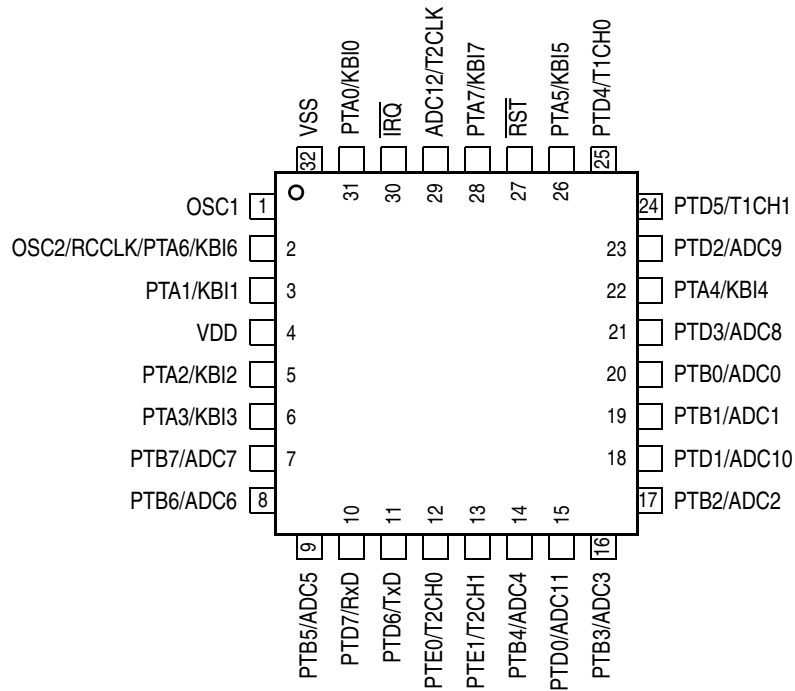 VSS
PTA0/KBI0
IRQ
ADC12/T2CLK
PTA7/KBI7
RST
PTA5/KBI5
PTD4/T1CH0
32
31
30
29
28
27
26
25
OSC1 1
OSC2/RCCLK/PTA6/KBI6 2
PTA1/KBI1 3
VDD 4
PTA2/KBI2 5
PTA3/KBI3 6
PTB7/ADC7 7
PTB6/ADC6 8
24 PTD5/T1CH1
23 PTD2/ADC9
22 PTA4/KBI4
21 PTD3/ADC8
20 PTB0/ADC0
19 PTB1/ADC1
18 PTD1/ADC10
17 PTB2/ADC2
9
10
11
12
13
14
15
16
PTB5/ADC5
PTD7/RxD
PTD6/TxD
PTE0/T2CH0
PTE1/T2CH1
PTB4/ADC4
PTD0/ADC11
PTB3/ADC3